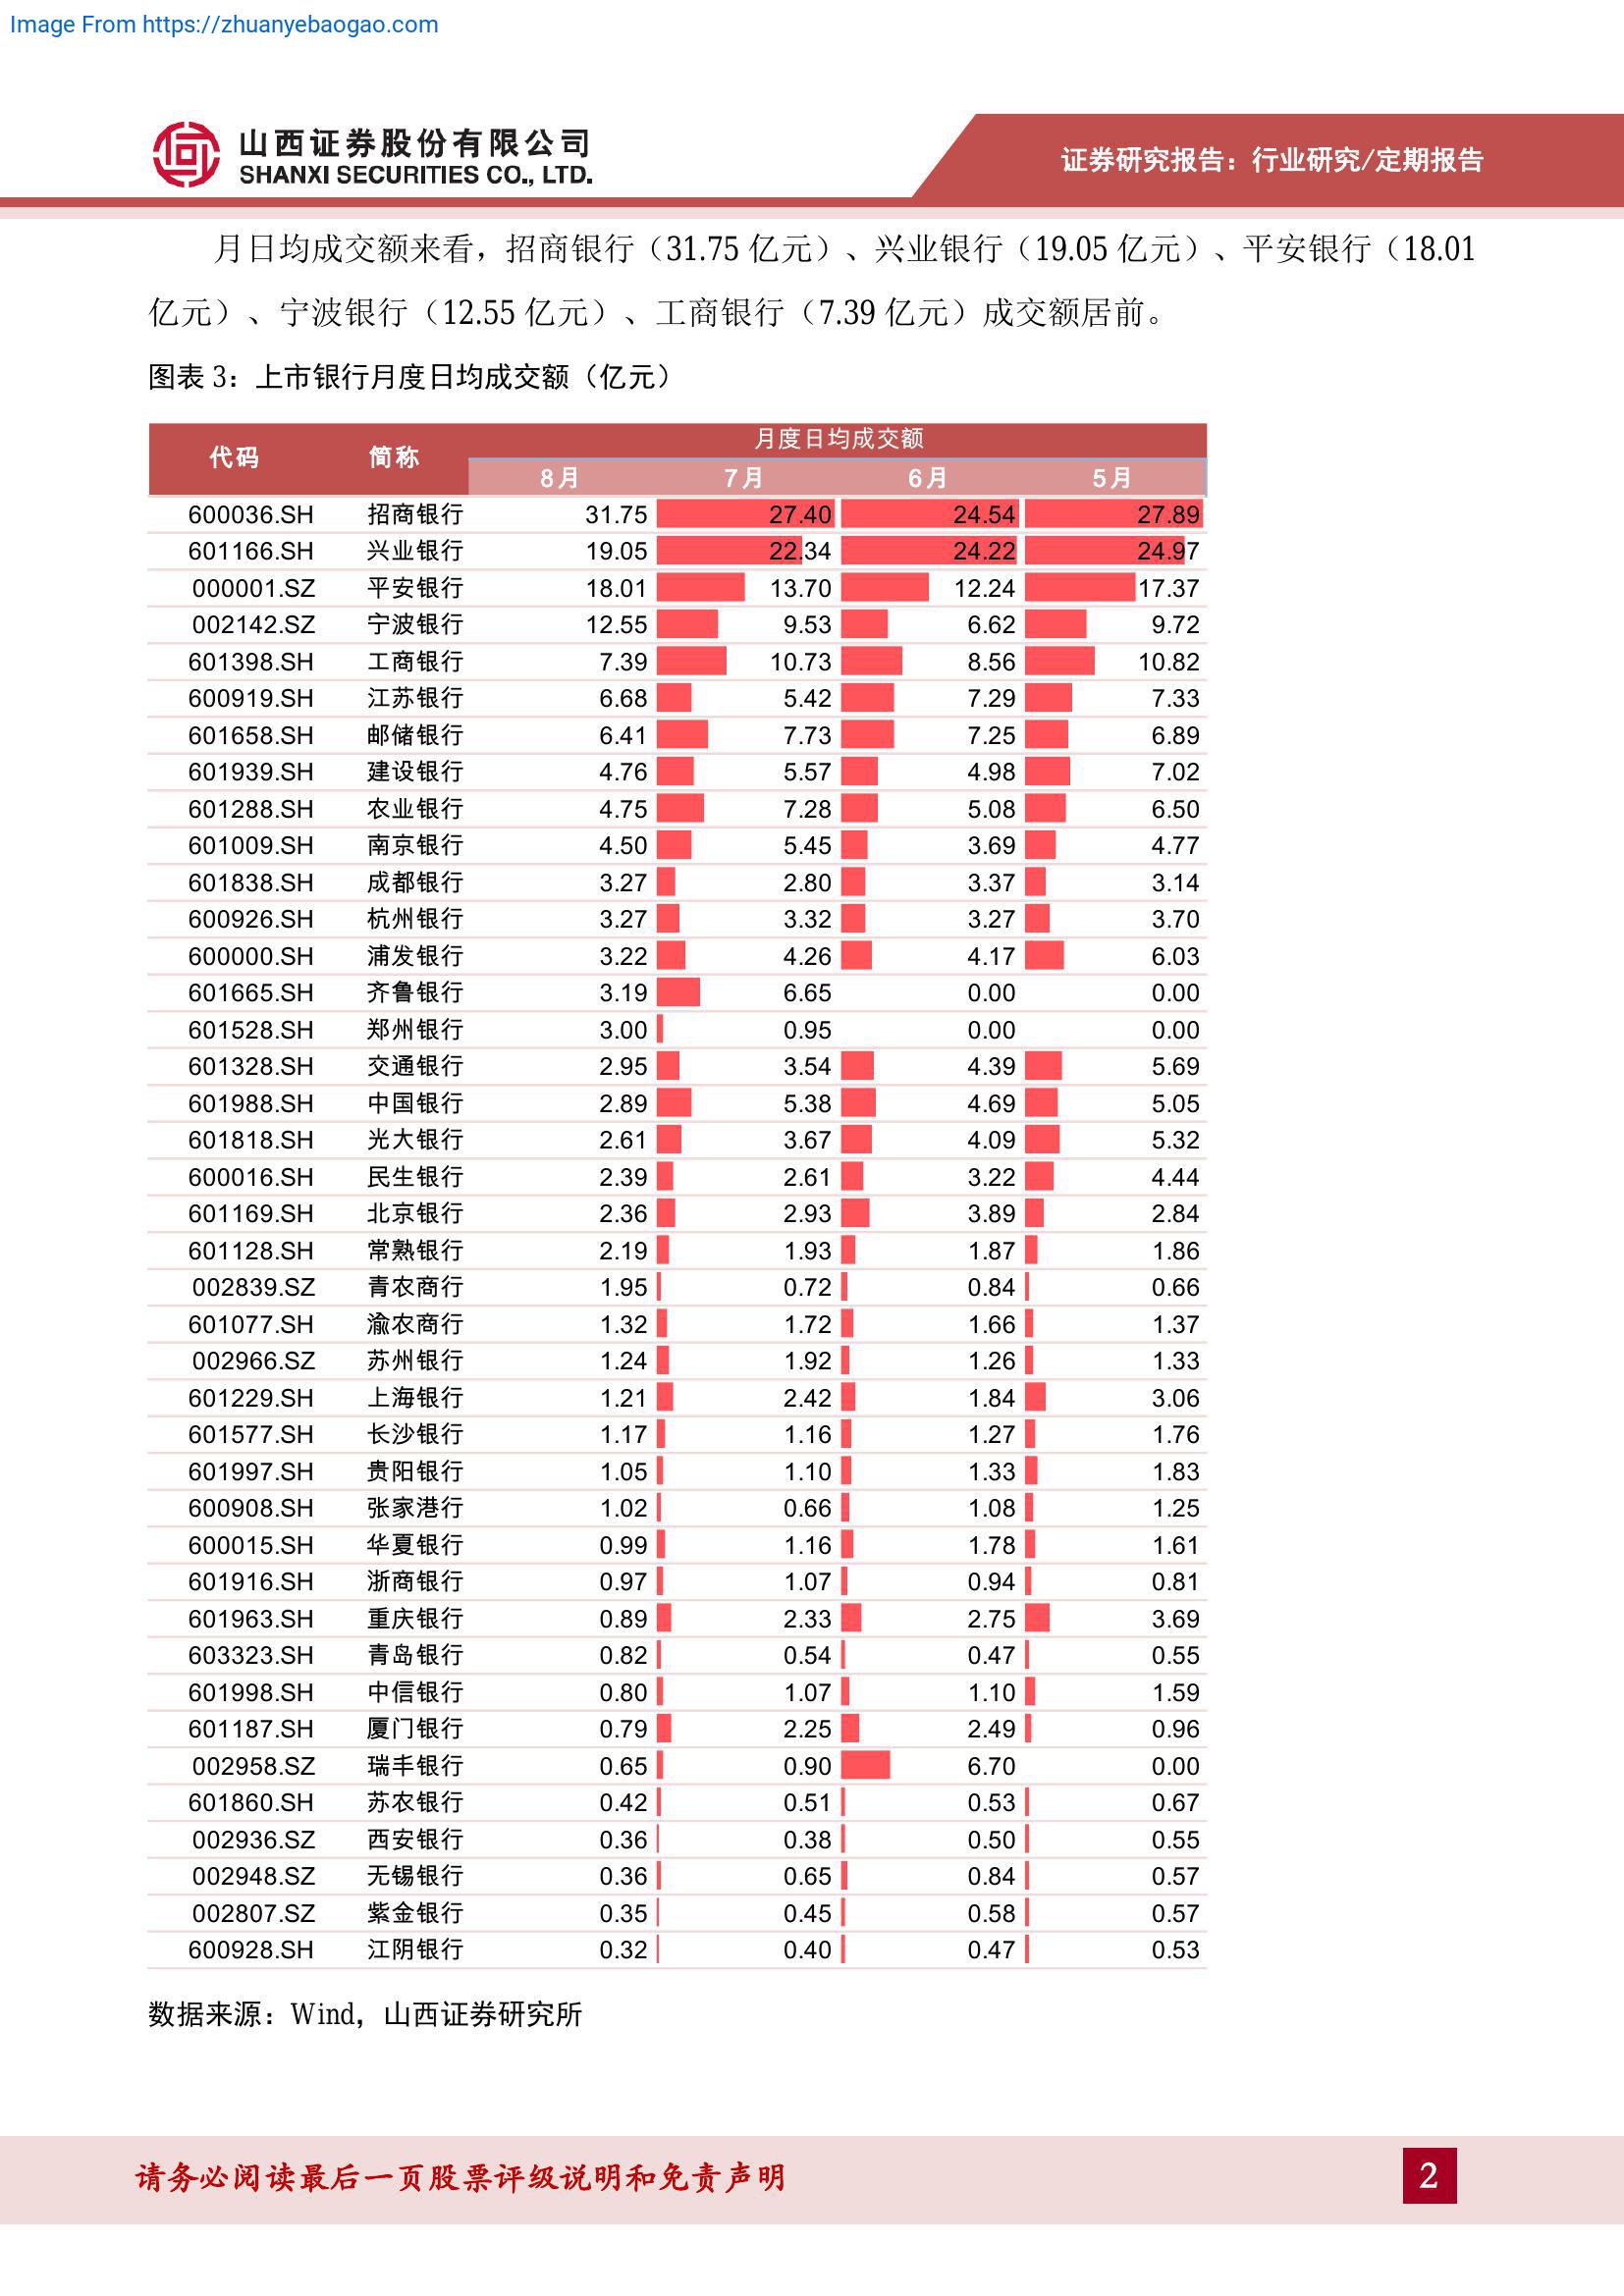 Image From https://zhuanyebaogao.com
山西证券股份有限公司
SHANXI SECURITIES CO., LTD.
证券研究报告：行业研究/定期报告
月日均成交额来看，招商银行（31.75 亿元）、兴业银行（19.05 亿元）、平安银行（18.01
亿元）、宁波银行（12.55 亿元）、工商银行（7.39 亿元）成交额居前。
图表 3：上市银行月度日均成交额（亿元）
代码 简称 月度日均成交额
8月 7月 6月 5月
600036.SH 招商银行 31.75 27.40 24.54 27.89
601166.SH 兴业银行 19.05 22.34 24.22 24.97
000001.SZ 平安银行 18.01 13.70 12.24 17.37
002142.SZ 宁波银行 12.55 9.53 6.62 9.72
601398.SH 工商银行 7.39 10.73 8.56 10.82
600919.SH 江苏银行 6.68 5.42 7.29 7.33
601658.SH 邮储银行 6.41 7.73 7.25 6.89
601939.SH 建设银行 4.76 5.57 4.98 7.02
601288.SH 农业银行 4.75 7.28 5.08 6.50
601009.SH 南京银行 4.50 5.45 3.69 4.77
601838.SH 成都银行 3.27 2.80 3.37 3.14
600926.SH 杭州银行 3.27 3.32 3.27 3.70
600000.SH 浦发银行 3.22 4.26 4.17 6.03
601665.SH 齐鲁银行 3.19 6.65 0.00 0.00
601528.SH 郑州银行 3.00 0.95 0.00 0.00
601328.SH 交通银行 2.95 3.54 4.39 5.69
601988.SH 中国银行 2.89 5.38 4.69 5.05
601818.SH 光大银行 2.61 3.67 4.09 5.32
600016.SH 民生银行 2.39 2.61 3.22 4.44
601169.SH 北京银行 2.36 2.93 3.89 2.84
601128.SH 常熟银行 2.19 1.93 1.87 1.86
002839.SZ 青农商行 1.95 0.72 0.84 0.66
601077.SH 渝农商行 1.32 1.72 1.66 1.37
002966.SZ 苏州银行 1.24 1.92 1.26 1.33
601229.SH 上海银行 1.21 2.42 1.84 3.06
601577.SH 长沙银行 1.17 1.16 1.27 1.76
601997.SH 贵阳银行 1.05 1.10 1.33 1.83
600908.SH 张家港行 1.02 0.66 1.08 1.25
600015.SH 华夏银行 0.99 1.16 1.78 1.61
601916.SH 浙商银行 0.97 1.07 0.94 0.81
601963.SH 重庆银行 0.89 2.33 2.75 3.69
603323.SH 青岛银行 0.82 0.54 0.47 0.55
601998.SH 中信银行 0.80 1.07 1.10 1.59
601187.SH 厦门银行 0.79 2.25 2.49 0.96
002958.SZ 瑞丰银行 0.65 0.90 6.70 0.00
601860.SH 苏农银行 0.42 0.51 0.53 0.67
002936.SZ 西安银行 0.36 0.38 0.50 0.55
002948.SZ 无锡银行 0.36 0.65 0.84 0.57
002807.SZ 紫金银行 0.35 0.45 0.58 0.57
600928.SH 江阴银行 0.32 0.40 0.47 0.53
数据来源：Wind，山西证券研究所
请务必阅读最后一页股票评级说明和免责声明
2